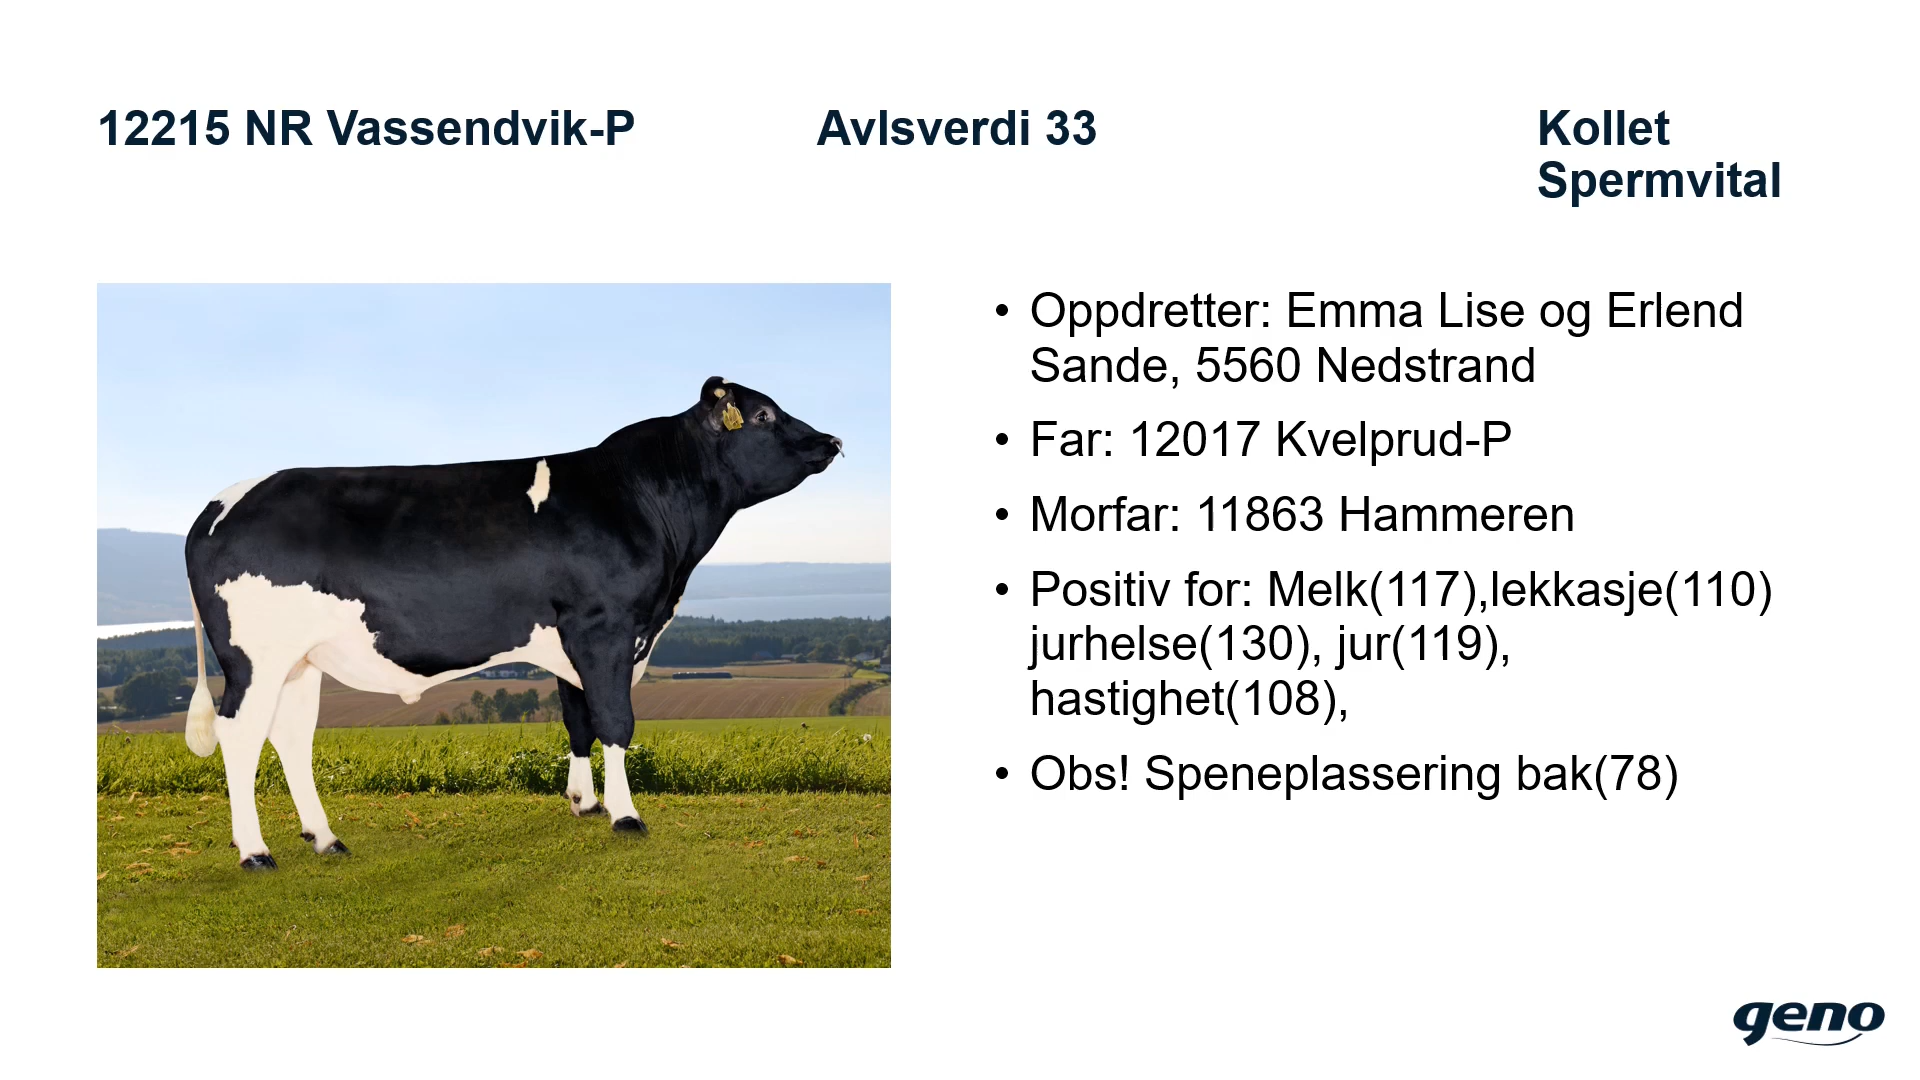 12215 NR Vassendvik-P
Avlsverdi 33
Kollet
Spermvital
• Oppdretter: Emma Lise og Erlend
Sande, 5560 Nedstrand
• Far: 12017 Kvelprud-P
• Morfar: 11863 Hammeren
• Positiv for: Melk(117),lekkasje(110)
jurhelse(130), jur(119),
hastighet(108),
• Obs! Speneplassering bak(78)
geno